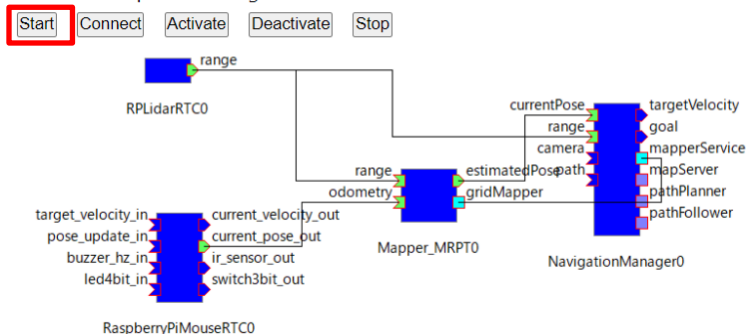 Start Connect Activate Deactivate Stop
range
RPLidarRTC0
currentPose targetVelocity
range goal
camera mapperService
path mapServer
pathPlanner
pathFollower
NavigationManager0
range estimatedPose
odometry gridMapper
Mapper_MRPT0
target_velocity_in current_velocity_out
pose_update_in current_pose_out
buzzer_hz_in ir_sensor_out
led4bit_in switch3bit_out
RaspberryPiMouseRTC0